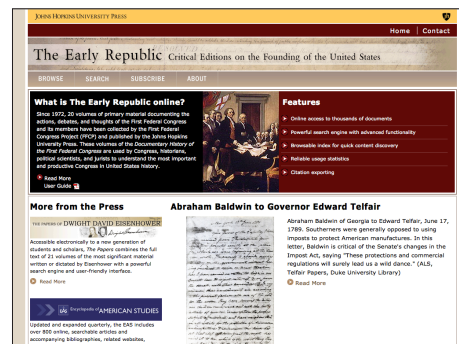 JOHNS HOPKINS UNIVERSITY PRESS
Home | Contact
The Early Republic Critical Editions on the Founding of the United States
BROWSE SEARCH SUBSCRIBE ABOUT
What is The Early Republic online?
Since 1972, 20 volumes of primary material documenting the
actions, debates, and thoughts of the First Federal Congress
and its members have been collected by the First Federal
Congress Project (FFCP) and published by the Johns Hopkins
University Press. These volumes of the Documentary History of
the First Federal Congress are used by Congress, historians,
political scientists, and jurists to understand the most important
and productive Congress in United States history.
Read More
User Guide
Features
Online access to thousands of documents
Powerful search engine with advanced functionality
Browsable index for quick content discovery
Reliable usage statistics
Citation exporting
More from the Press
THE PAPERS OF DWIGHT DAVID EISENHOWER
Accessible electronically to a new generation of
students and scholars, The Papers combines the full
text of 21 volumes of the most significant material
written or dictated by Eisenhower with a powerful
search engine and user-friendly interface.
Read More
EAS Encyclopedia of AMERICAN STUDIES
Updated and expanded quarterly, the EAS includes
over 800 online, searchable articles and
accompanying bibliographies, related websites,
Abraham Baldwin to Governor Edward Telfair
Abraham Baldwin of Georgia to Edward Telfair, June 17,
1789. Southerners were generally opposed to using
imposts to protect American manufactures. In this
letter, Baldwin is critical of the Senate's changes in the
Impost Act, saying "These protections and commercial
regulations will surely lead us a wild dance." (ALS,
Telfair Papers, Duke University Library)
Read More